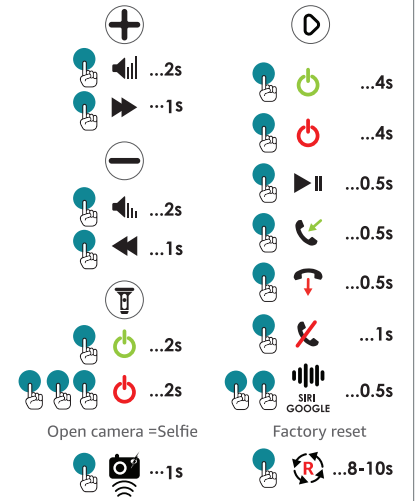 ...2s
...1s
...2s
...1s
...2s
...2s
Open camera =Selfie
...1s
...4s
...4s
...0.5s
...0.5s
...0.5s
...1s
...0.5s
SIRI
GOOGLE
Factory reset
R
...8-10s